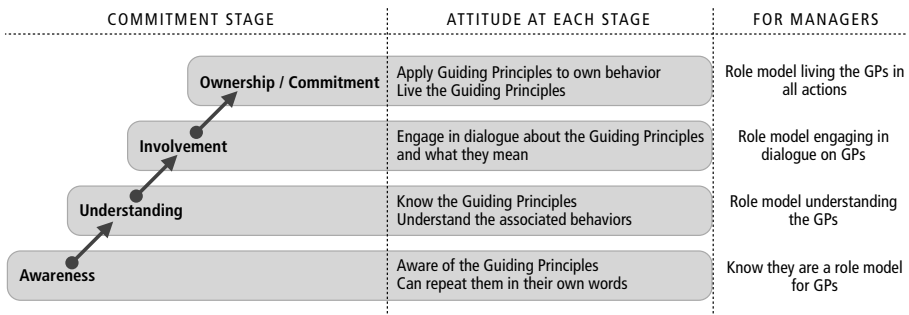 COMMITMENT STAGE
ATTITUDE AT EACH STAGE
FOR MANAGERS
Ownership / Commitment
Apply Guiding Principles to own behavior
Live the Guiding Principles
Role model living the GPs in
all actions
Involvement
Engage in dialogue about the Guiding Principles
and what they mean
Role model engaging in
dialogue on GPs
Understanding
Know the Guiding Principles
Understand the associated behaviors
Role model understanding
the GPs
Awareness
Aware of the Guiding Principles
Can repeat them in their own words
Know they are a role model
for GPs